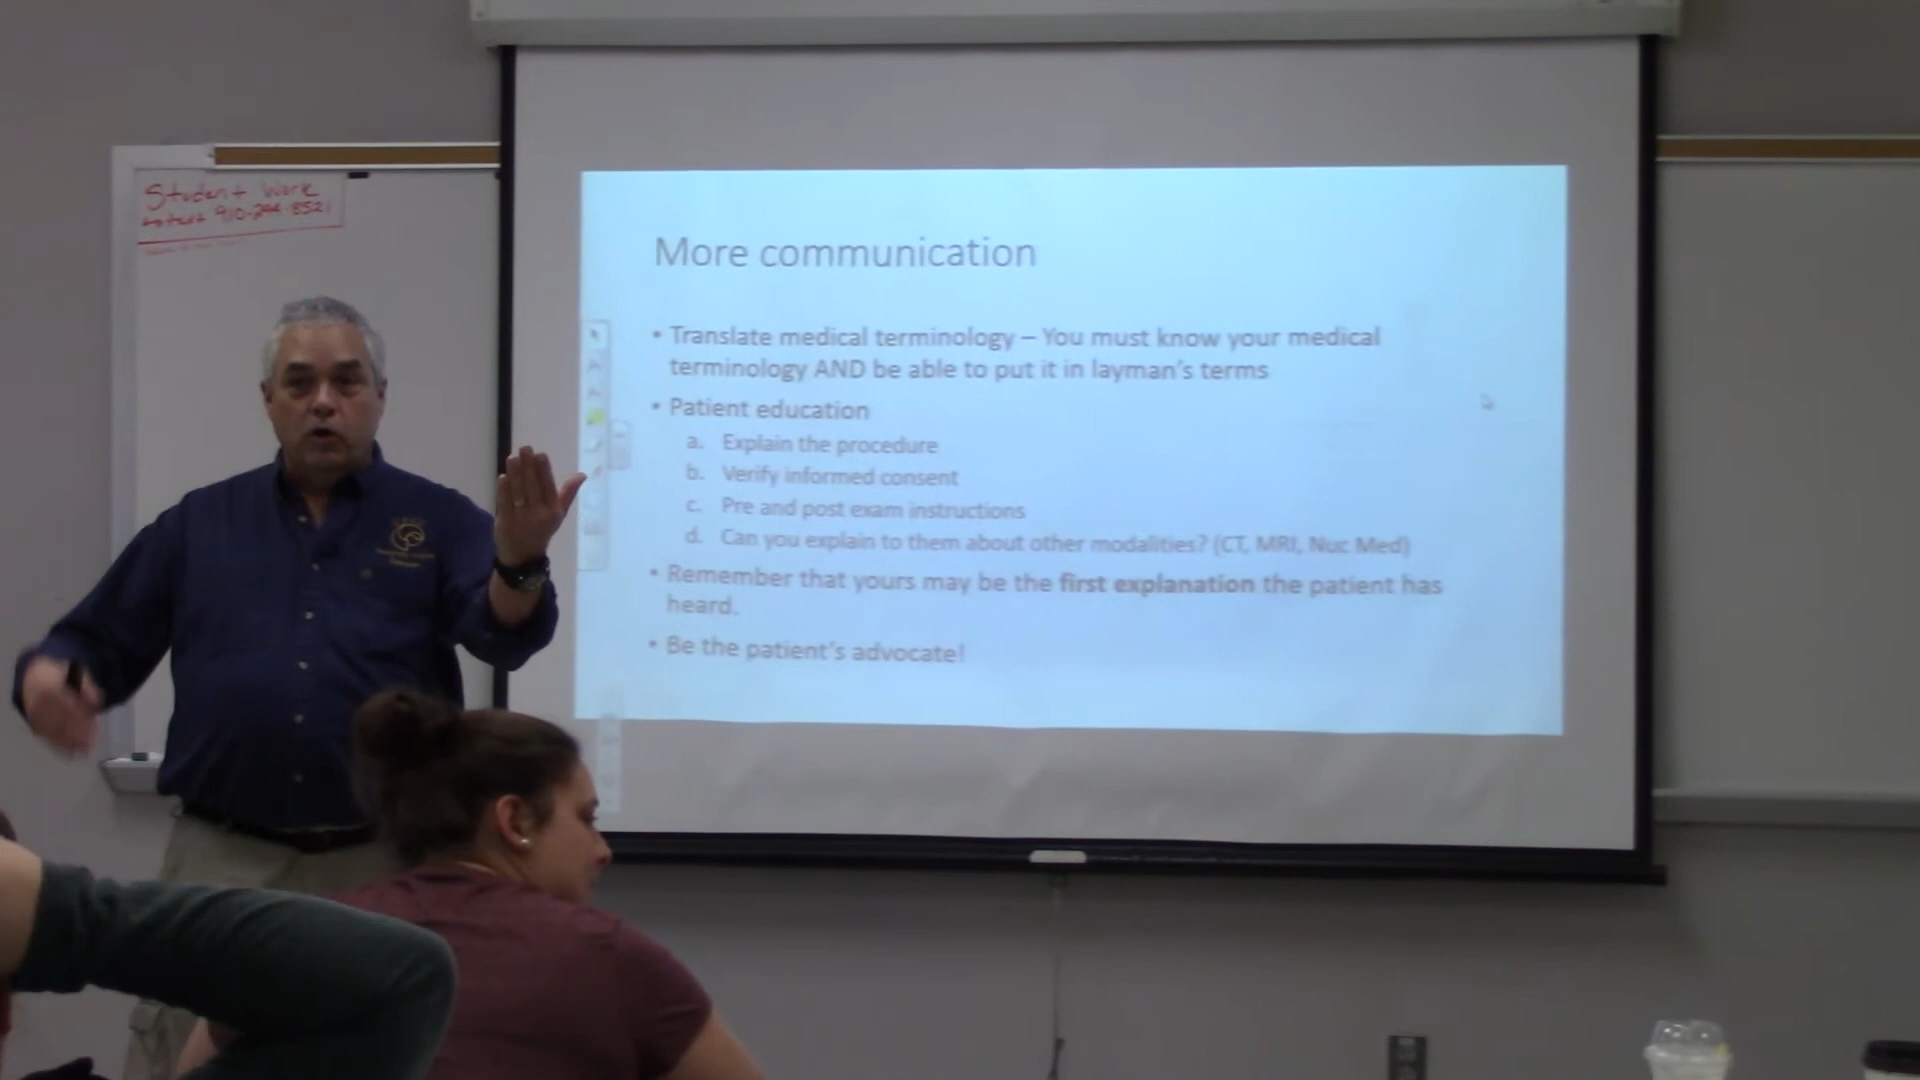 Student Work
More communication
• Translate medical terminology – You must know your medical
terminology AND be able to put it in layman's terms
• Patient education
a. Explain the procedure
b. Verify informed consent
c. Pre and post exam instructions
d. Can you explain to them about other modalities? (CT, MRI, Nuc Med)
• Remember that yours may be the first explanation the patient has
heard.
• Be the patient's advocate!